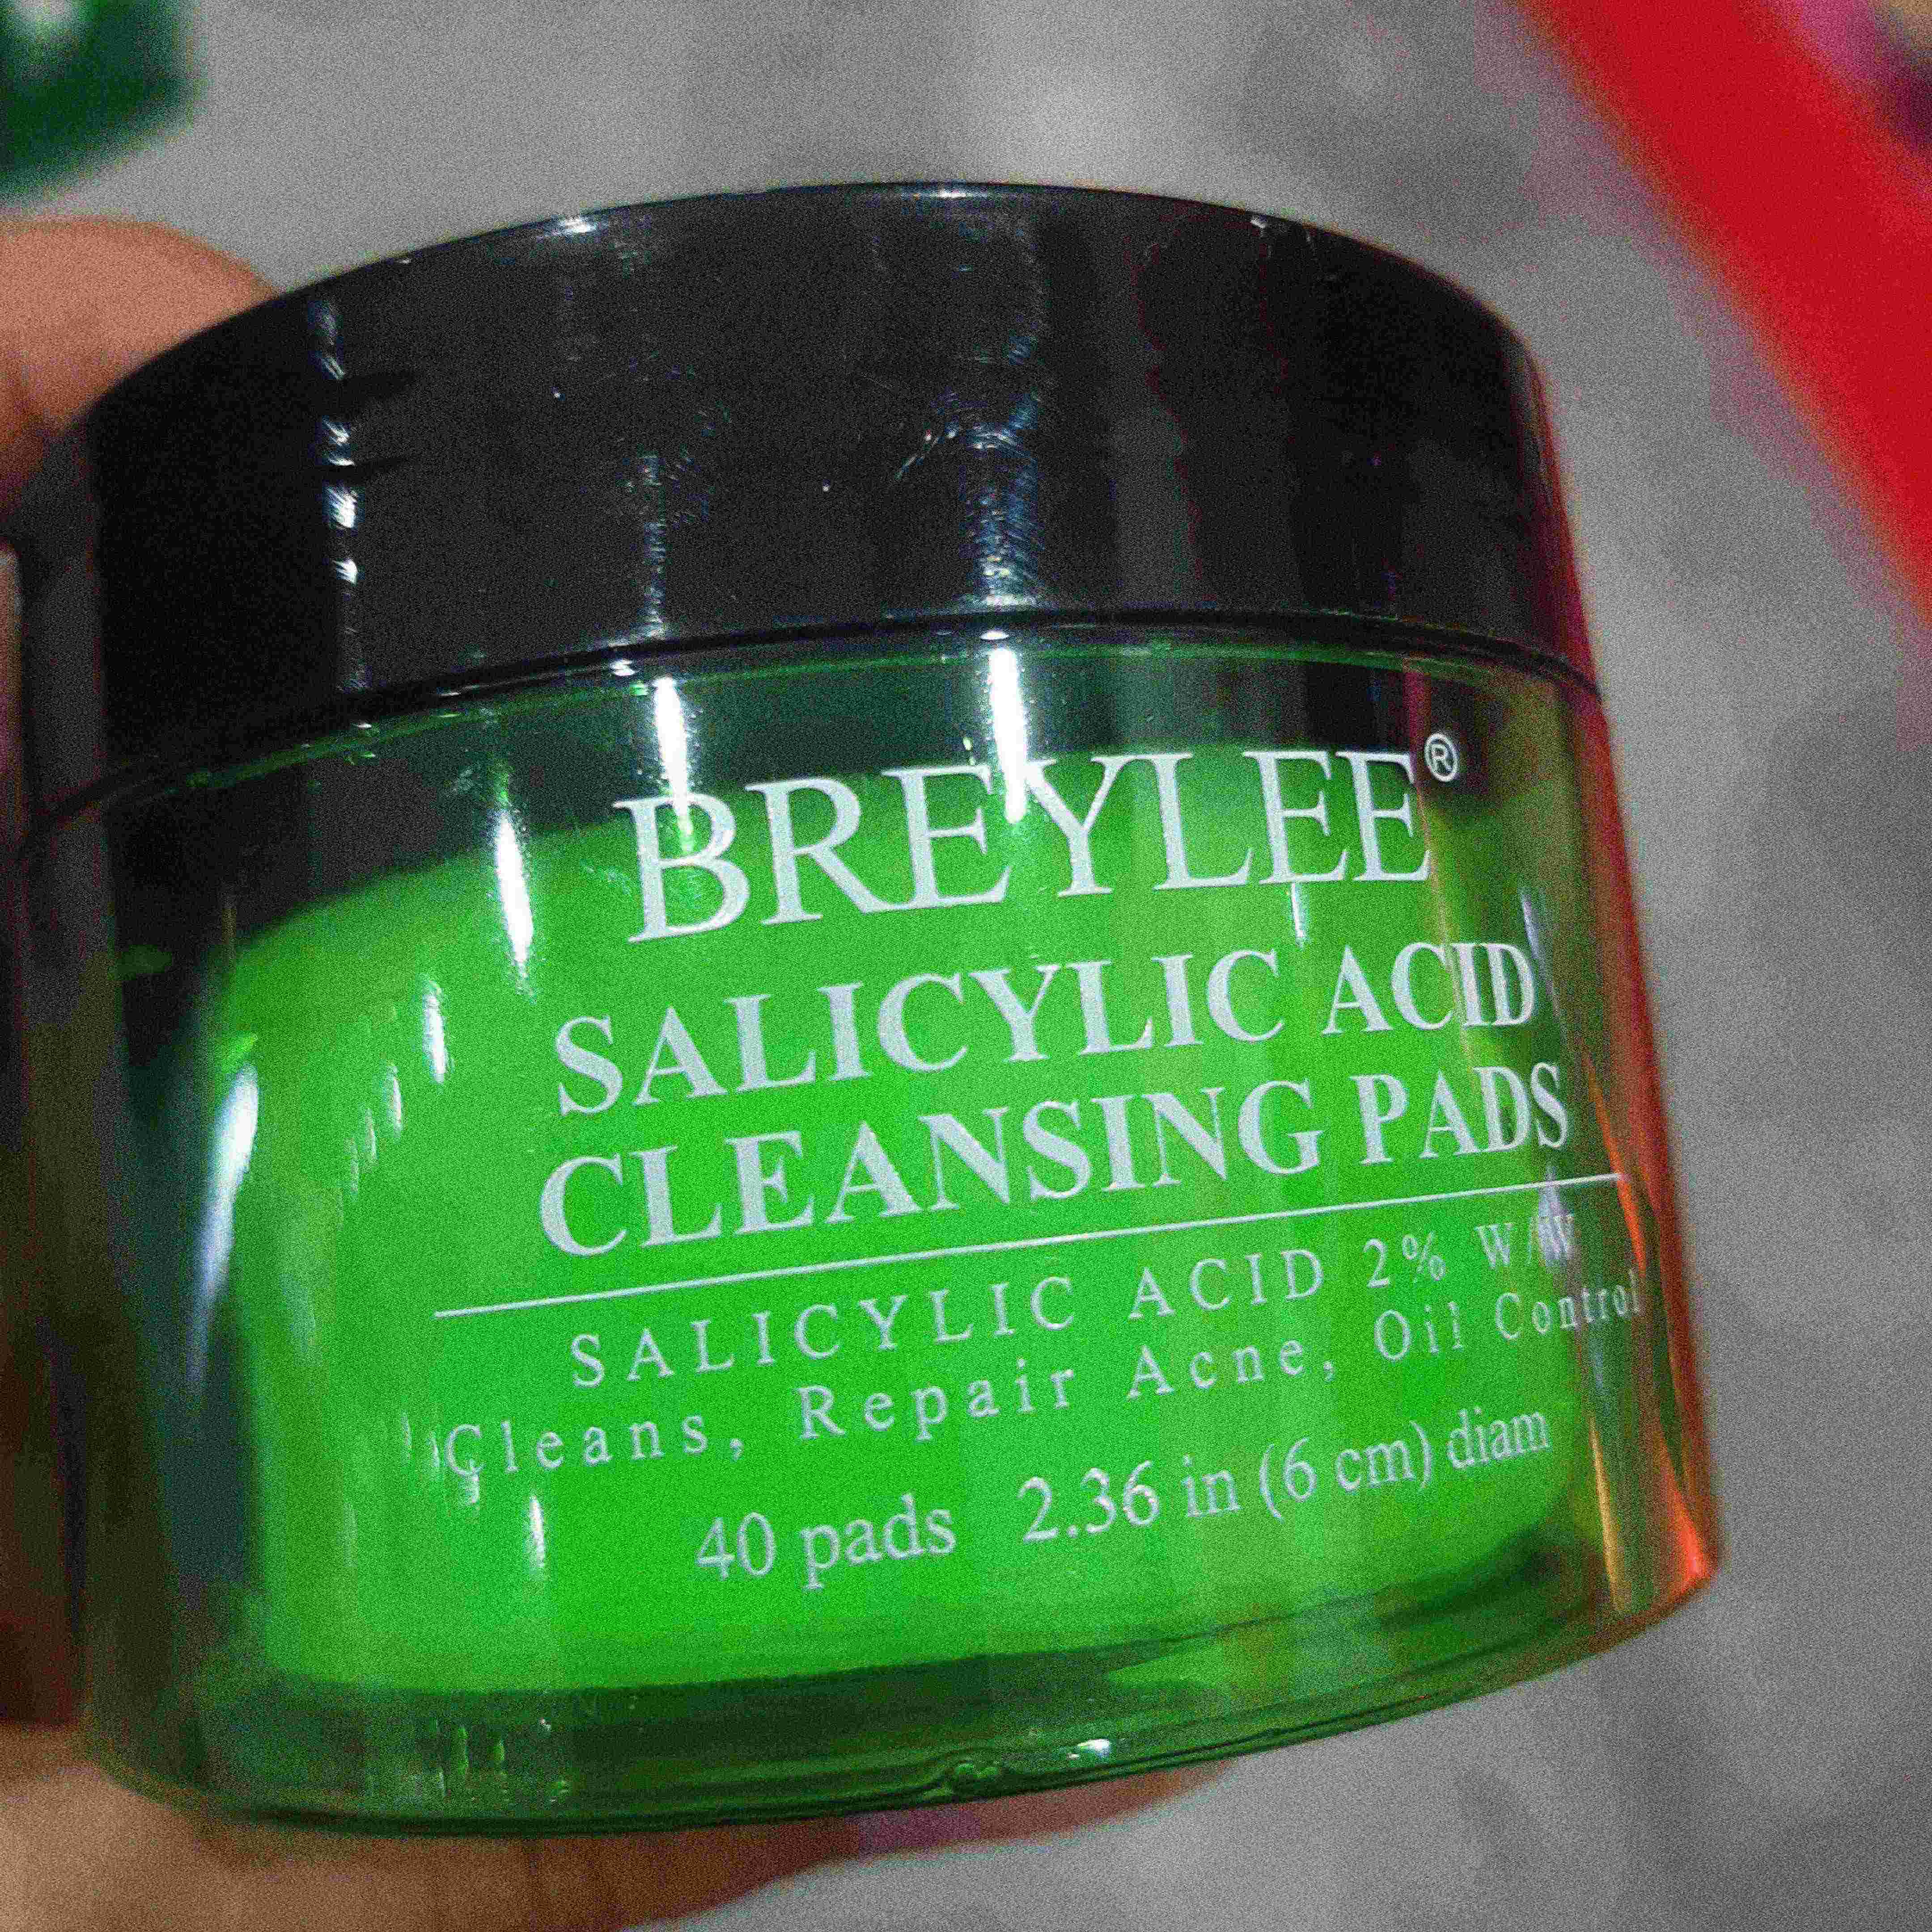 BREYLEE®
SALICYLIC ACID
CLEANSING PADS
SALICYLIC ACID 2% W/W
Cleans, Repair Acne, Oil Control
40 pads 2.36 in (6 cm) diam